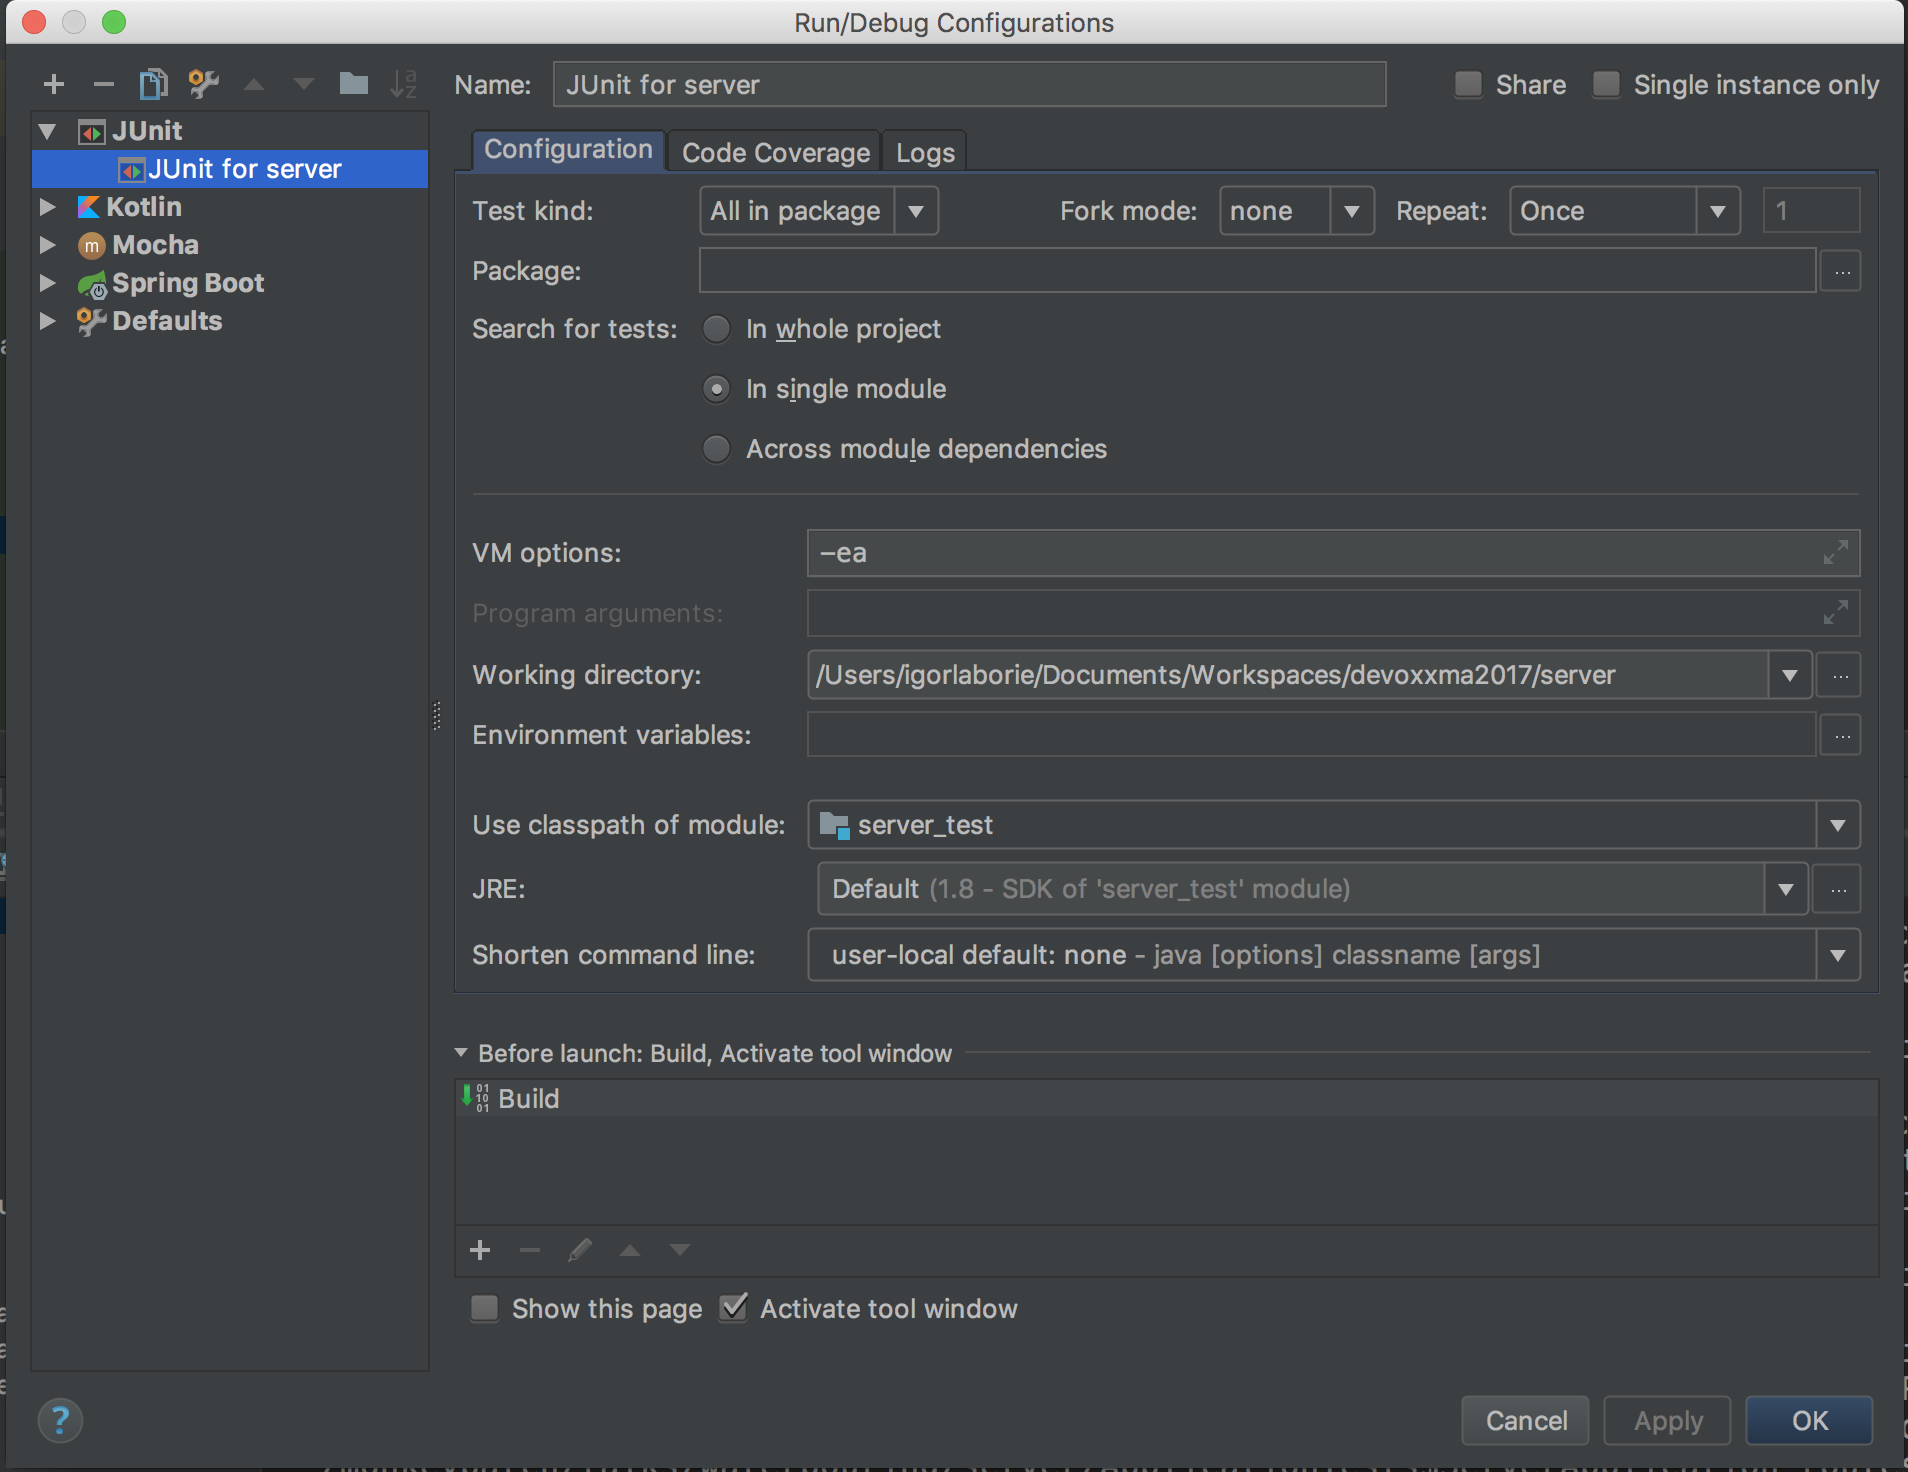 Run/Debug Configurations
Name: JUnit for server Share Single instance only
JUnit
JUnit for server
Kotlin
Mocha
Spring Boot
Defaults
Configuration Code Coverage Logs
Test kind: All in package Fork mode: none Repeat: Once 1
Package: ...
Search for tests: In whole project
In single module
Across module dependencies
VM options: -ea
Program arguments:
Working directory: /Users/igorlaborie/Documents/Workspaces/devoxxma2017/server ...
Environment variables: ...
Use classpath of module: server_test
JRE: Default (1.8 - SDK of 'server_test' module) ...
Shorten command line: user-local default: none - java [options] classname [args]
Before launch: Build, Activate tool window
Build
Show this page Activate tool window
? Cancel Apply OK